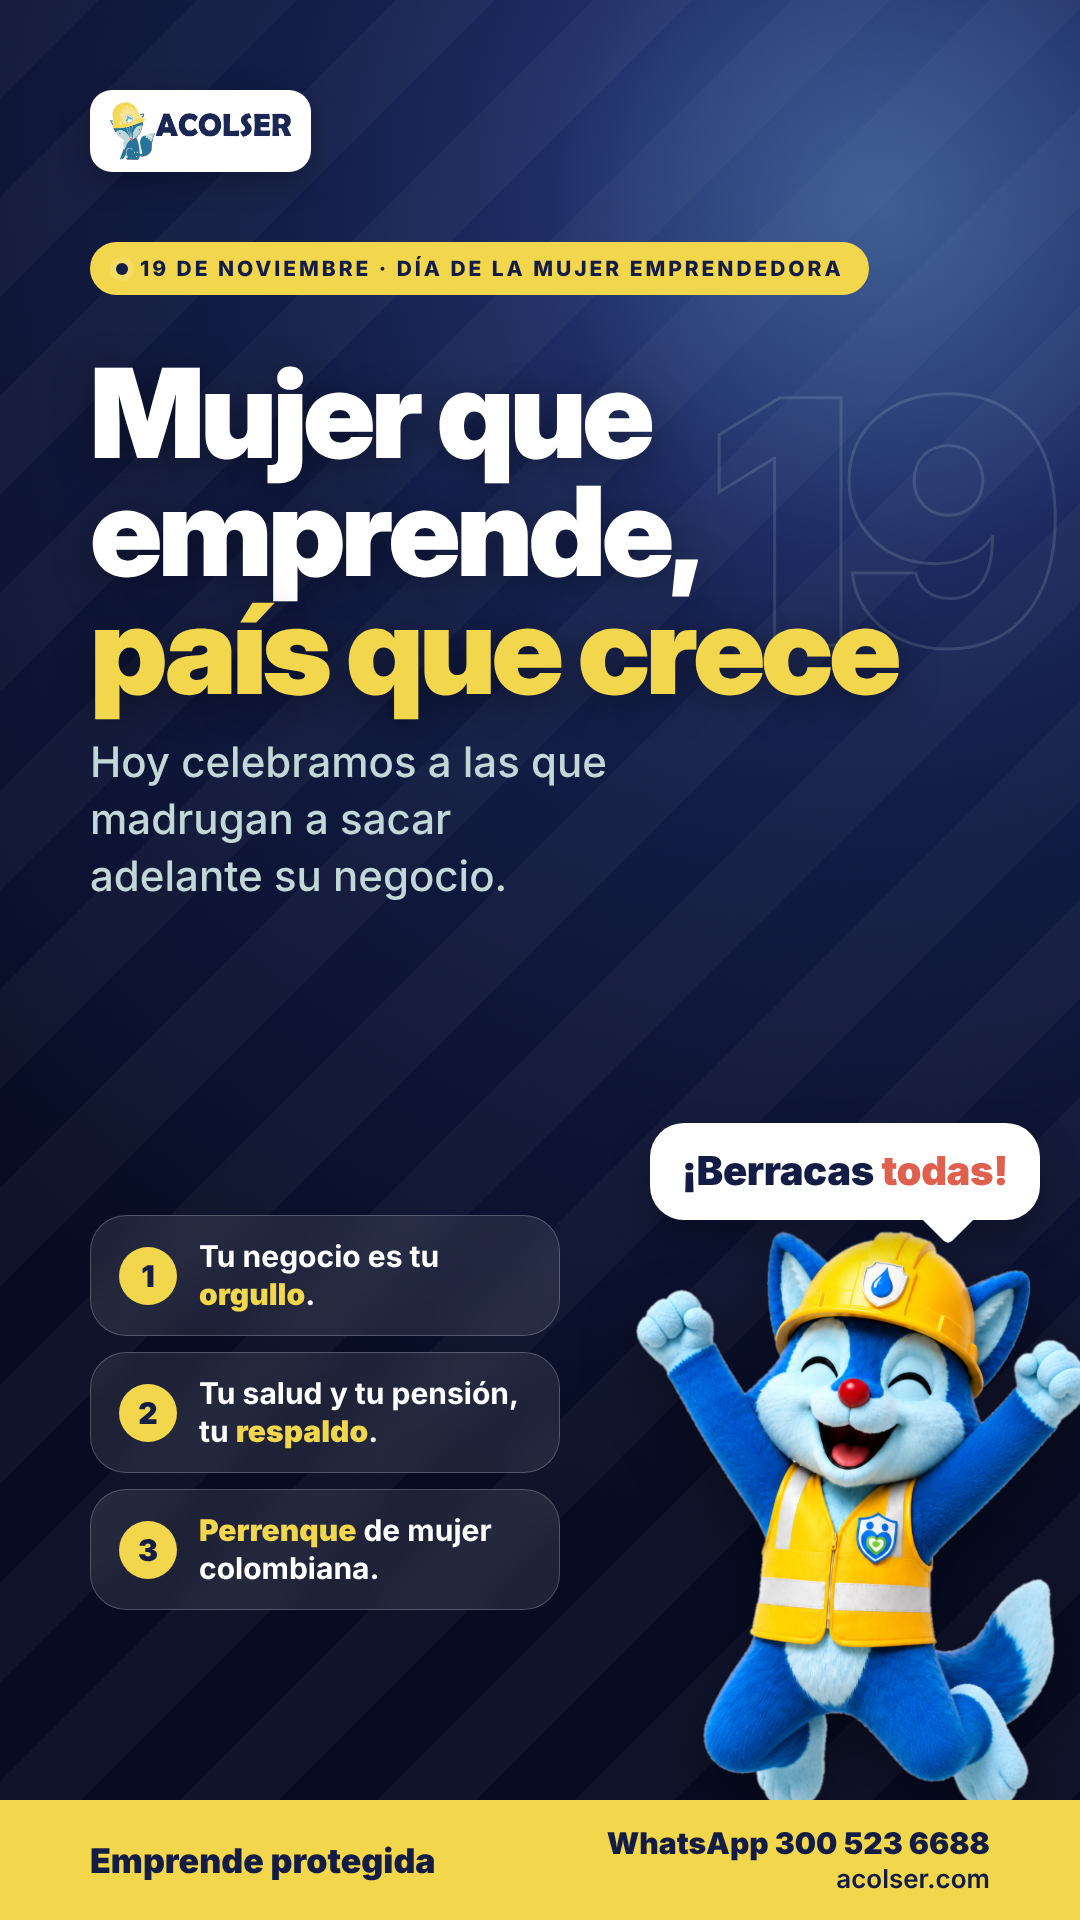 ACOLSER
19 DE NOVIEMBRE · DÍA DE LA MUJER EMPRENDEDORA
Mujer que
emprende,
país que crece
19
Hoy celebramos a las que
madrugan a sacar
adelante su negocio.
¡Berracas todas!
1
Tu negocio es tu
orgullo.
2
Tu salud y tu pensión,
tu respaldo.
3
Perrenque de mujer
colombiana.
Emprende protegida
WhatsApp 300 523 6688
acolser.com